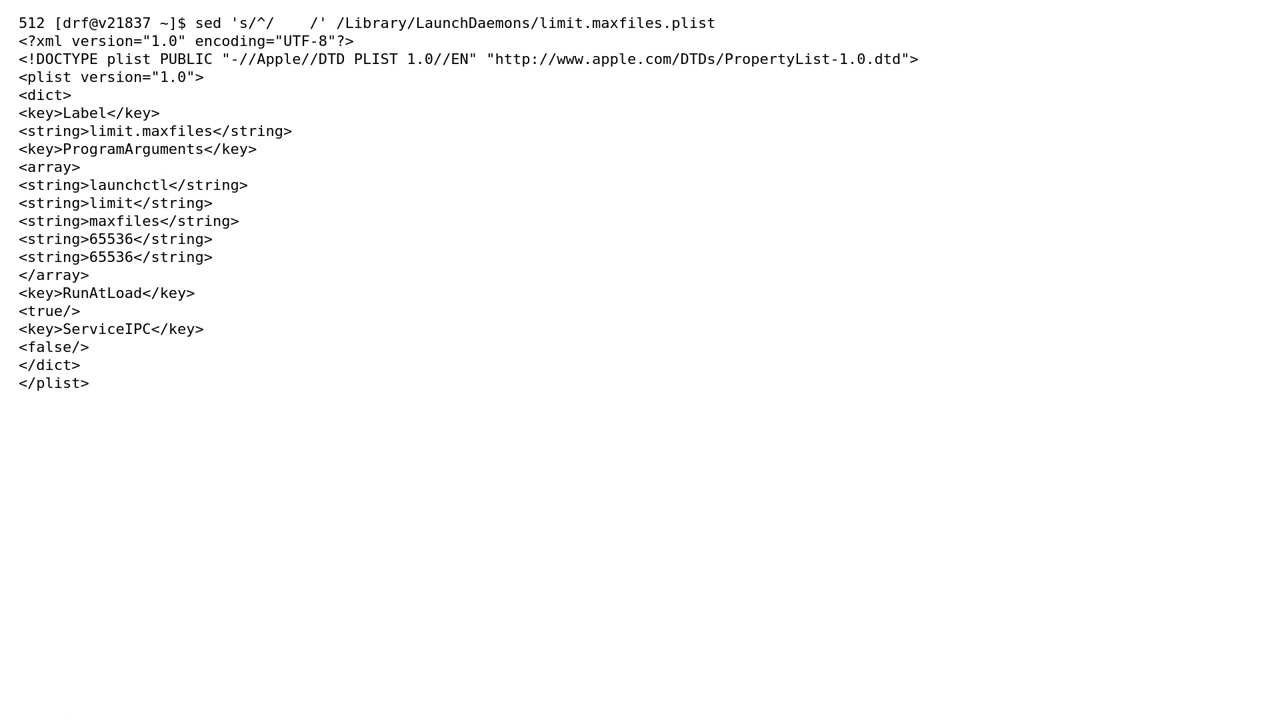 512 [drf@v21837 ~]$ sed 's/^/    /' /Library/LaunchDaemons/limit.maxfiles.plist
<?xml version="1.0" encoding="UTF-8"?>
<!DOCTYPE plist PUBLIC "-//Apple//DTD PLIST 1.0//EN" "http://www.apple.com/DTDs/PropertyList-1.0.dtd">
<plist version="1.0">
<dict>
<key>Label</key>
<string>limit.maxfiles</string>
<key>ProgramArguments</key>
<array>
<string>launchctl</string>
<string>limit</string>
<string>maxfiles</string>
<string>65536</string>
<string>65536</string>
</array>
<key>RunAtLoad</key>
<true/>
<key>ServiceIPC</key>
<false/>
</dict>
</plist>